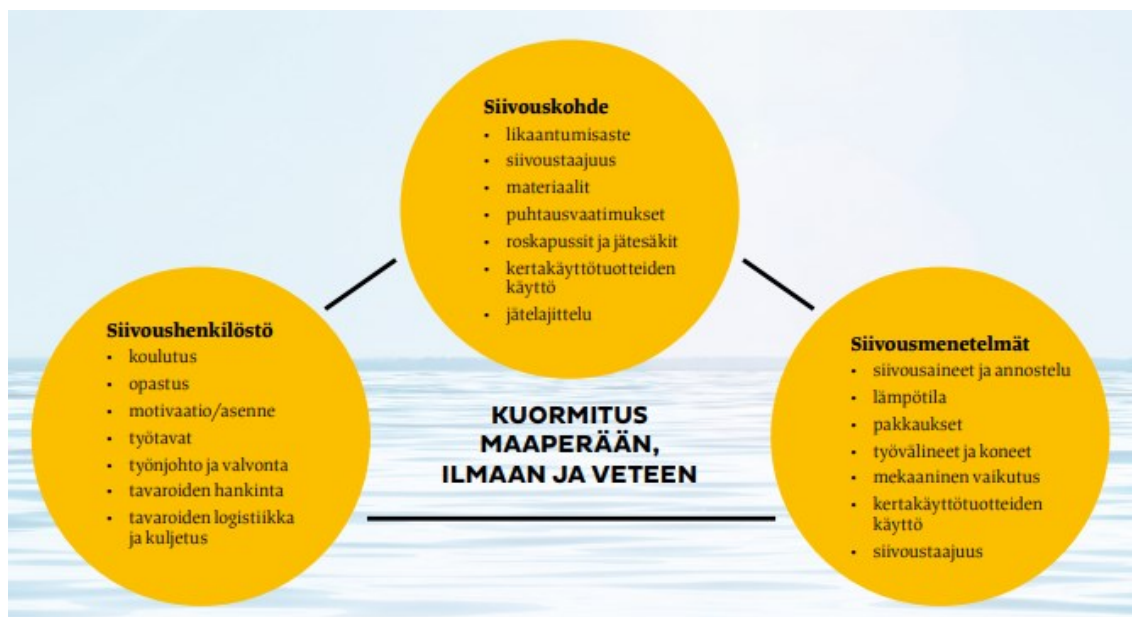 Siivouskohde
• likaantumisaste
• siivoustaajuus
• materiaalit
• puhtausvaatimukset
• roskapussit ja jätesäkit
• kertakäyttötuotteiden
käyttö
• jätelajittelu
Siivoushenkilöstö
• koulutus
• opastus
• motivaatio/asenne
• työtavat
• työnjohto ja valvonta
• tavaroiden hankinta
• tavaroiden logistiikka
ja kuljetus
KUORMITUS
MAAPERÄÄN,
ILMAAN JA VETEEN
Siivousmenetelmät
• siivousaineet ja annostelu
• lämpötila
• pakkaukset
• työvälineet ja koneet
• mekaaninen vaikutus
• kertakäyttötuotteiden
käyttö
• siivoustaajuus